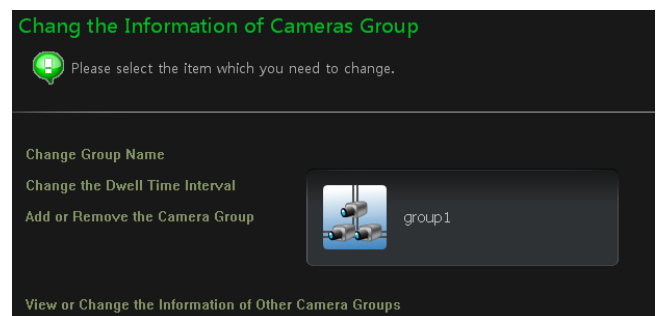 Chang the Information of Cameras Group
Please select the item which you need to change.
Change Group Name
Change the Dwell Time Interval
Add or Remove the Camera Group
group1
View or Change the Information of Other Camera Groups